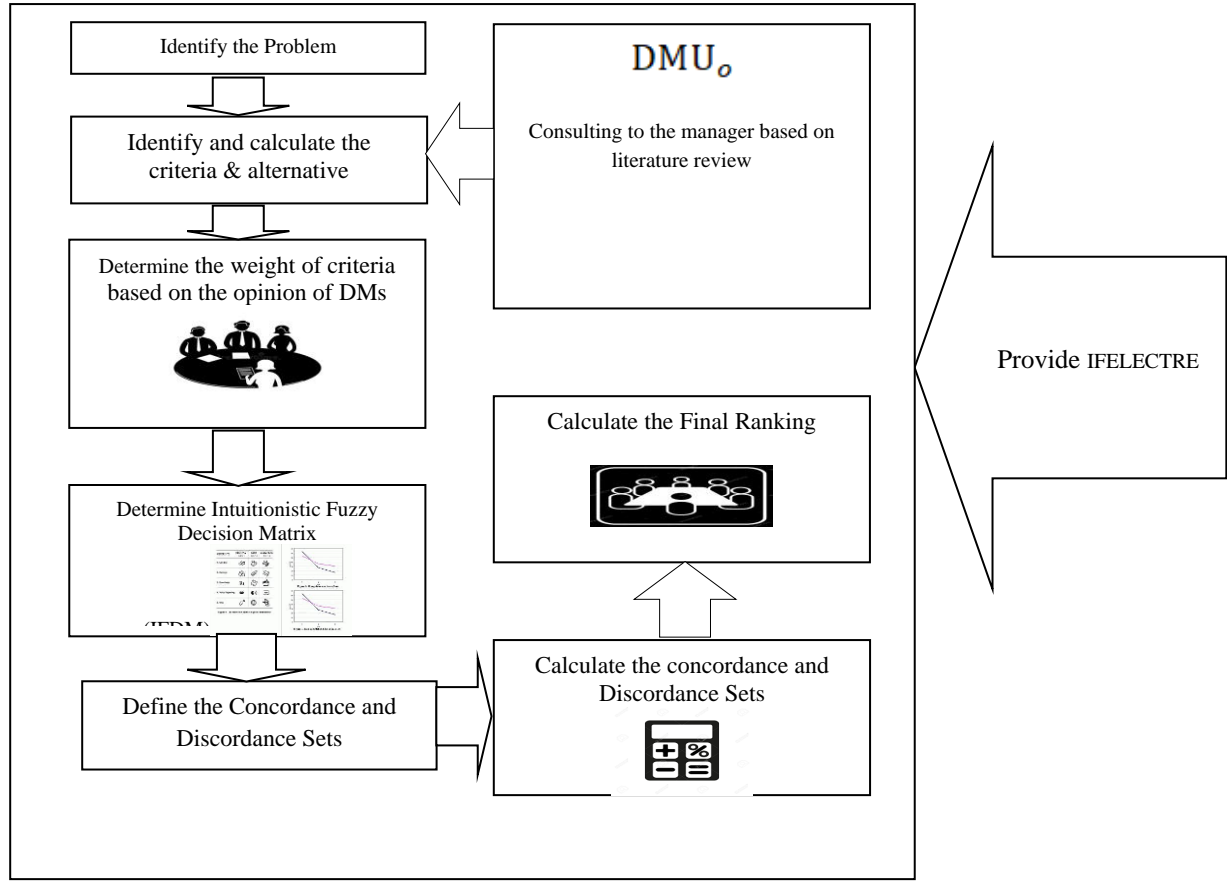 Identify the Problem
Identify and calculate the
criteria & alternative
DMUₒ
Consulting to the manager based on
literature review
Determine the weight of criteria
based on the opinion of DMs
Determine Intuitionistic Fuzzy
Decision Matrix
(IFDM)
Define the Concordance and
Discordance Sets
Calculate the concordance and
Discordance Sets
Calculate the Final Ranking
Provide IFELECTRE